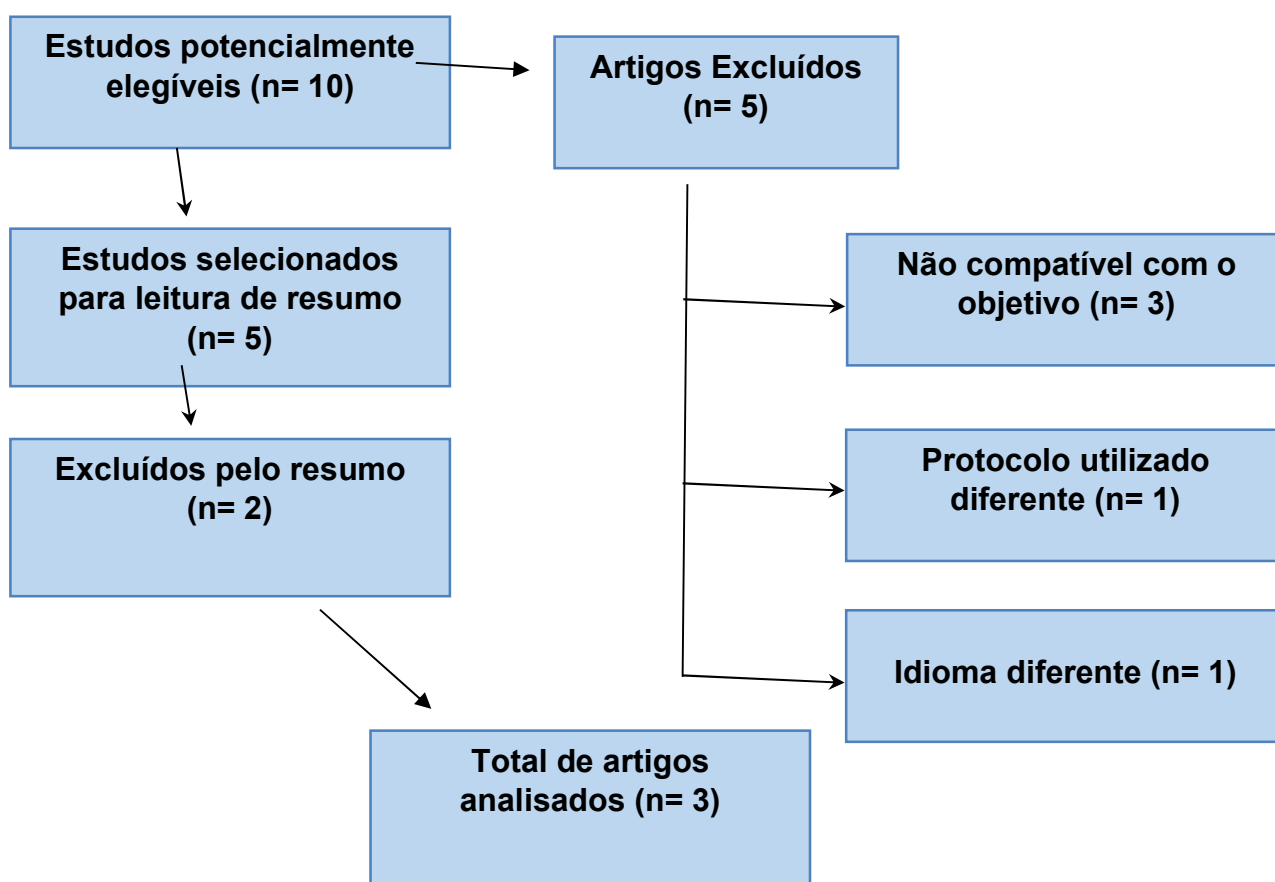 Estudos potencialmente
elegíveis (n= 10)
Artigos Excluídos
(n= 5)
Estudos selecionados
para leitura de resumo
(n= 5)
Não compatível com o
objetivo (n= 3)
Excluídos pelo resumo
(n= 2)
Protocolo utilizado
diferente (n= 1)
Idioma diferente (n= 1)
Total de artigos
analisados (n= 3)